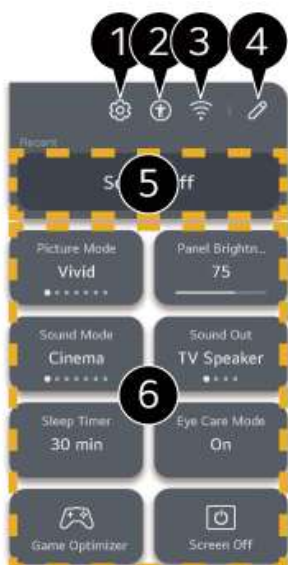 1 2 3 4
Recent
5
Picture Mode
Vivid
Panel Brightn...
75
Sound Mode
Cinema
Sound Out
TV Speaker
6
Sleep Timer
30 min
Eye Care Mode
On
Game Optimizer
Screen Off